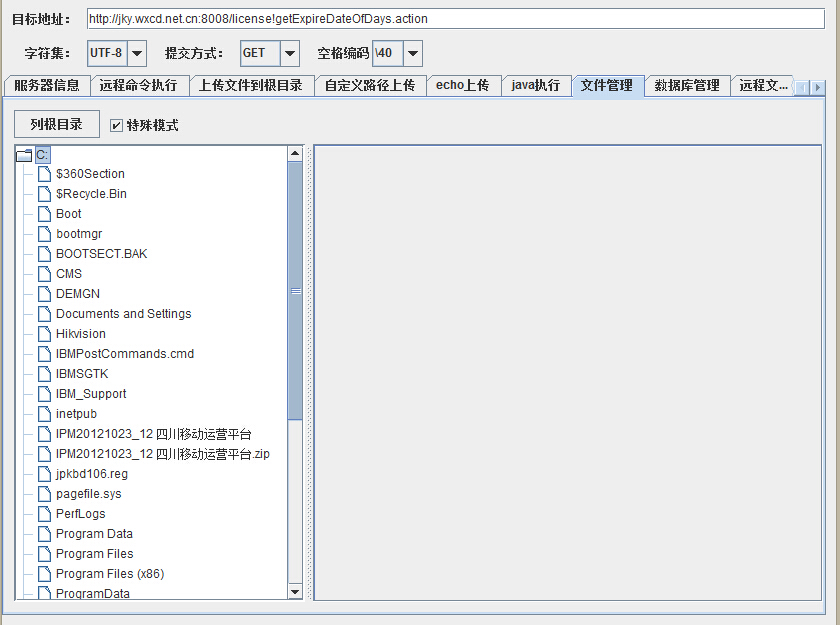 目标地址： http://jky.wxcd.net.cn:8008/license!getExpireDateOfDays.action
字符集： UTF-8 提交方式： GET 空格编码 \40
服务器信息 远程命令执行 上传文件到根目录 自定义路径上传 echo上传 java执行 文件管理 数据库管理 远程文...
列根目录 特殊模式
C:
$360Section
$Recycle.Bin
Boot
bootmgr
BOOTSECT.BAK
CMS
DEMGN
Documents and Settings
Hikvision
IBMPostCommands.cmd
IBMSGTK
IBM_Support
inetpub
IPM20121023_12 四川移动运营平台
IPM20121023_12 四川移动运营平台.zip
jpkbd106.reg
pagefile.sys
PerfLogs
Program Data
Program Files
Program Files (x86)
ProgramData